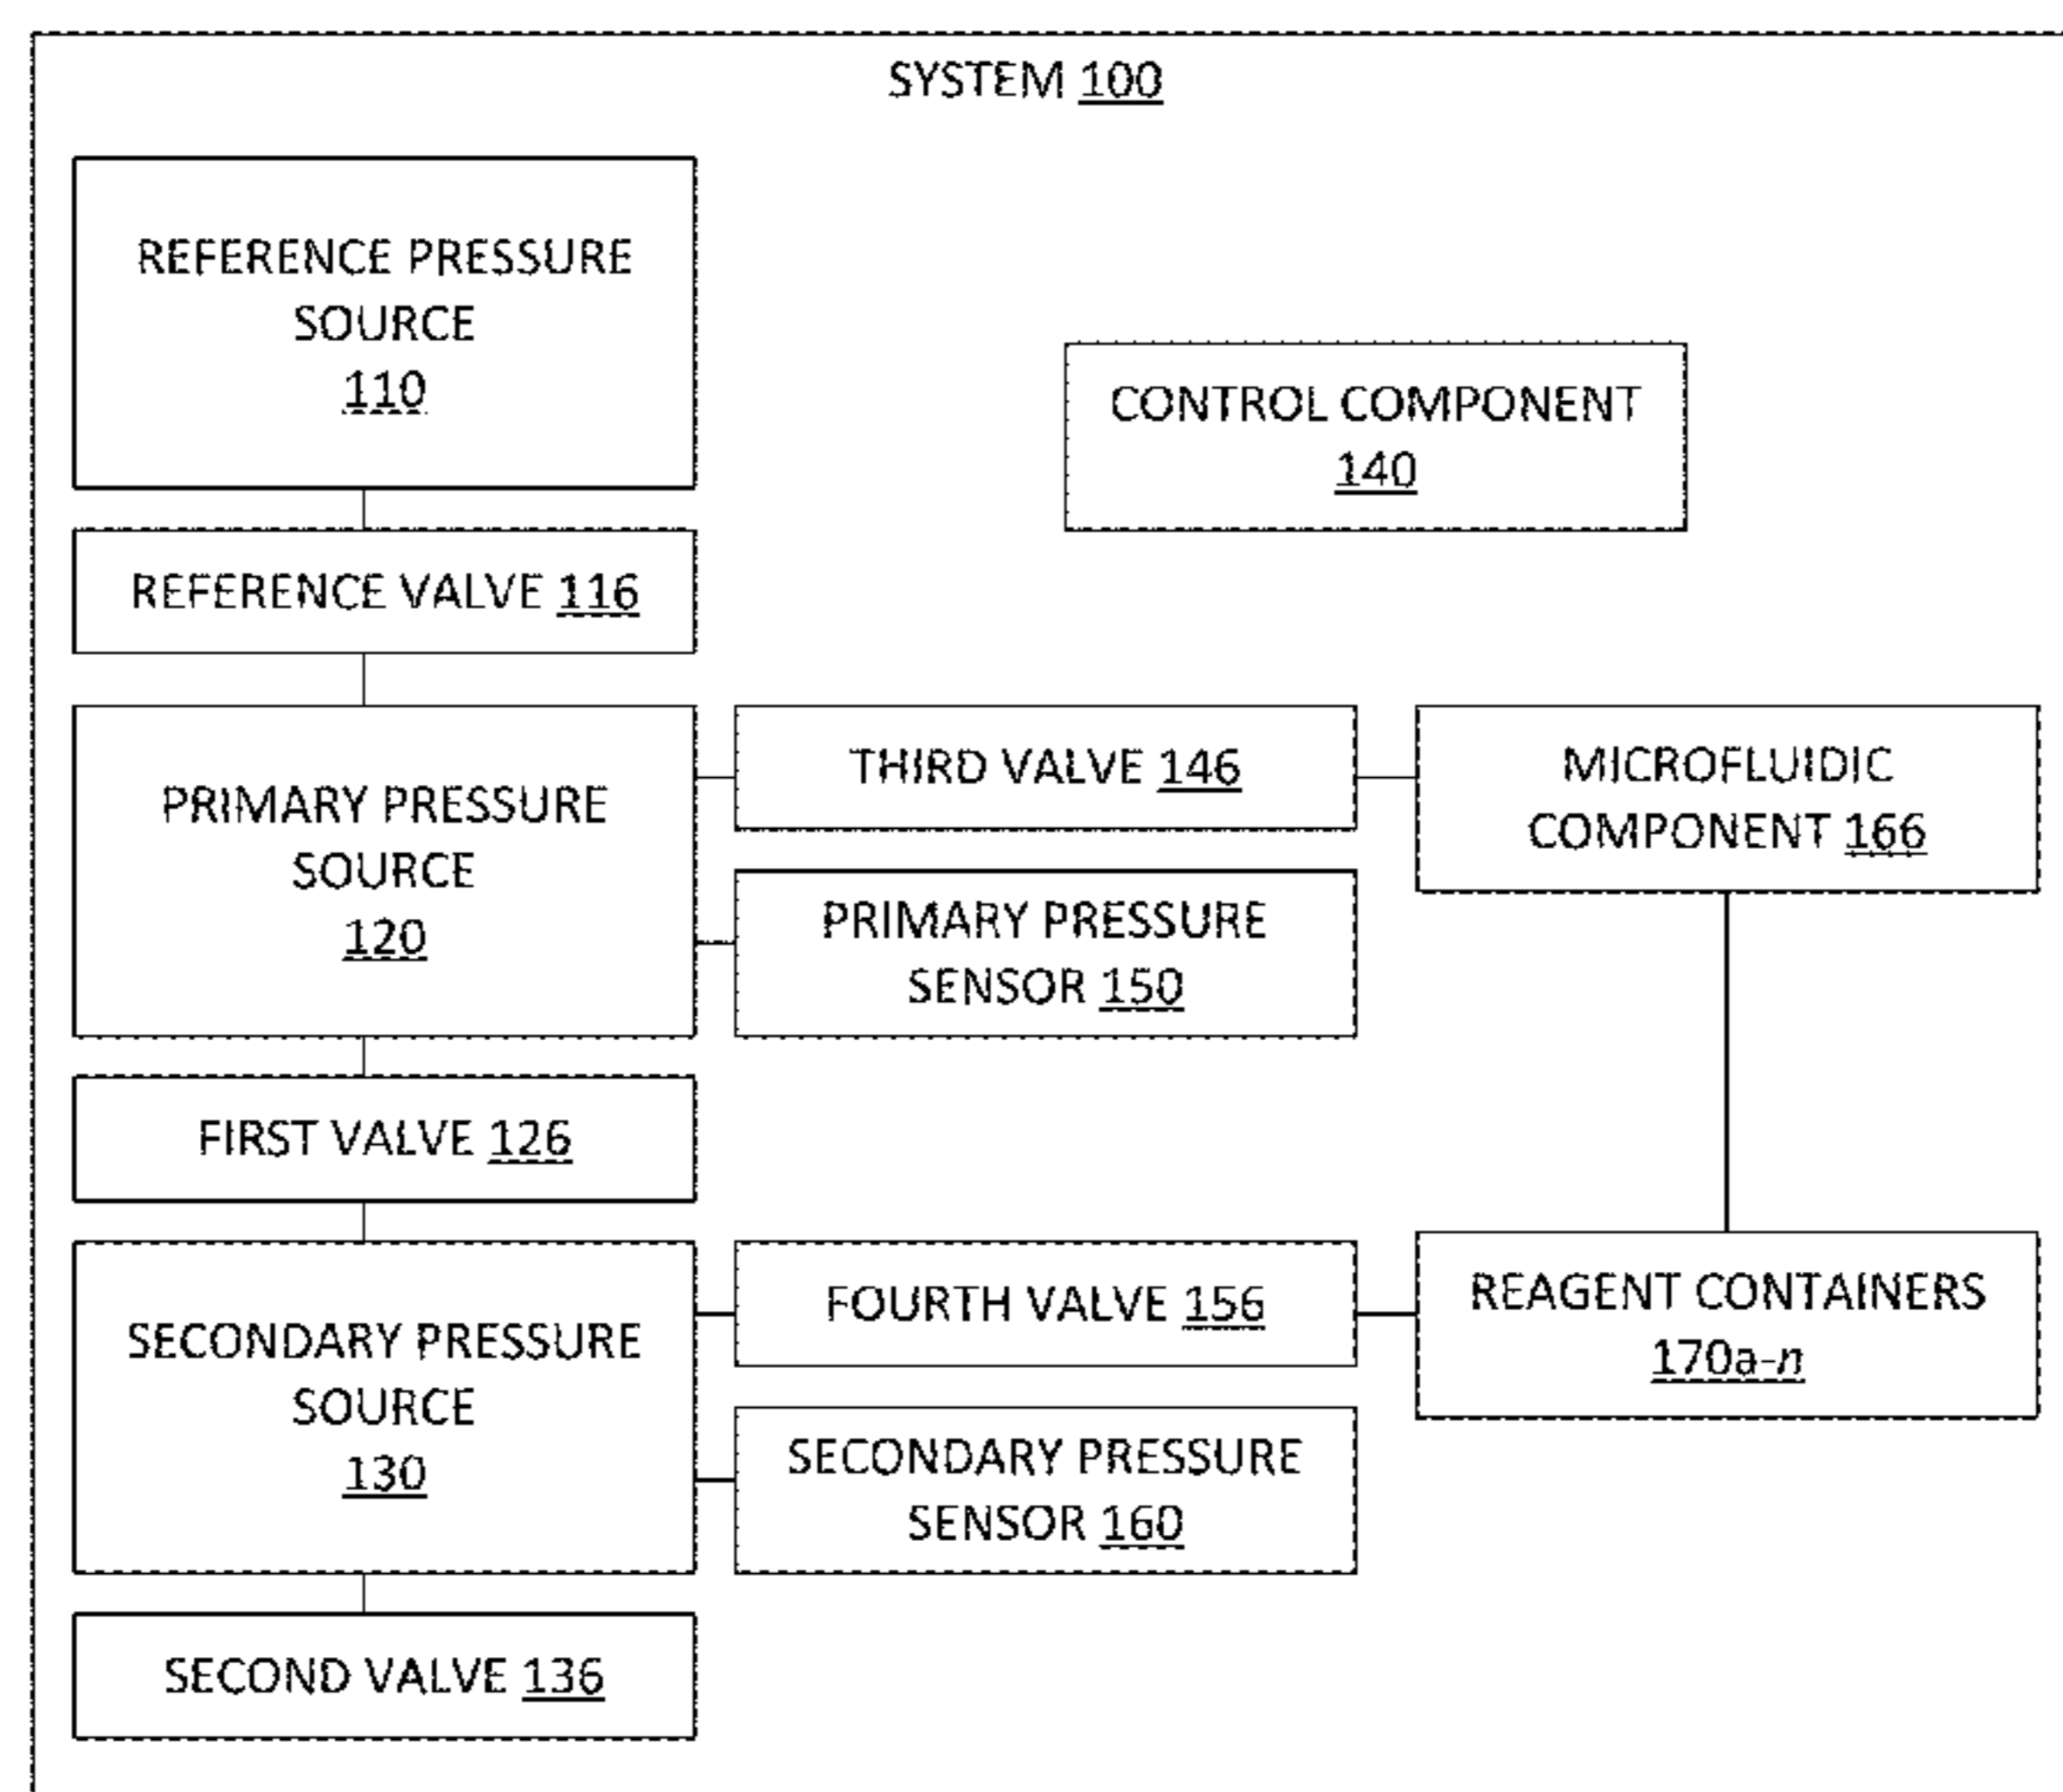 SYSTEM 100
REFERENCE PRESSURE
SOURCE
110
CONTROL COMPONENT
140
REFERENCE VALVE 116
PRIMARY PRESSURE
SOURCE
120
THIRD VALVE 146
MICROFLUIDIC
COMPONENT 166
PRIMARY PRESSURE
SENSOR 150
FIRST VALVE 126
SECONDARY PRESSURE
SOURCE
130
FOURTH VALVE 156
REAGENT CONTAINERS
170a-n
SECONDARY PRESSURE
SENSOR 160
SECOND VALVE 136